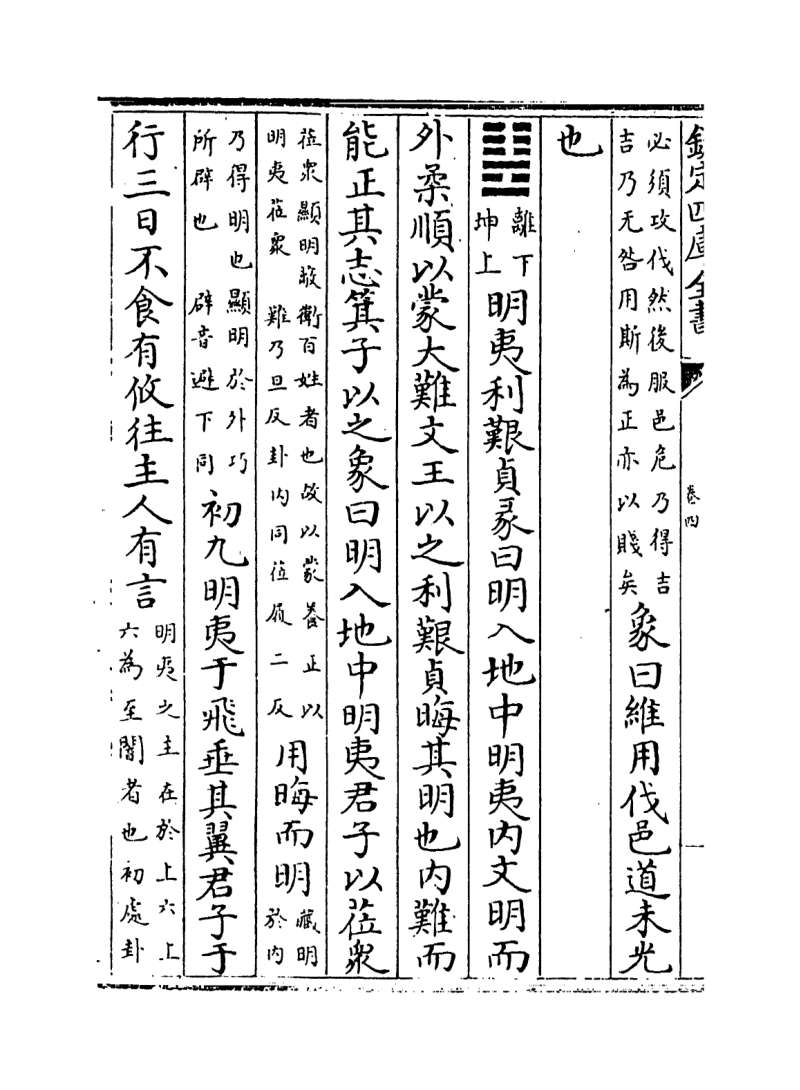 欽定四庫全書
卷四
必須攻伐然後服邑危乃得吉
吉乃无咎用斯為正亦以賤矣
象曰維用伐邑道未光
也
離下
坤上
明夷利艱貞彖曰明入地中明夷内文明而
外柔順以蒙大難文王以之利艱貞晦其明也内難而
能正其志箕子以之象曰明入地中明夷君子以莅衆
莅衆顯明蔽衛百姓者也故以蒙養正以
明夷莅衆 難乃旦反卦内同莅履二反
用晦而明
藏明
於内
乃得明也顯明於外巧
所辟也 辟音避下同
初九明夷于飛垂其翼君子于
行三日不食有攸往主人有言
明夷之主在於上六上
六為至闇者也初處卦